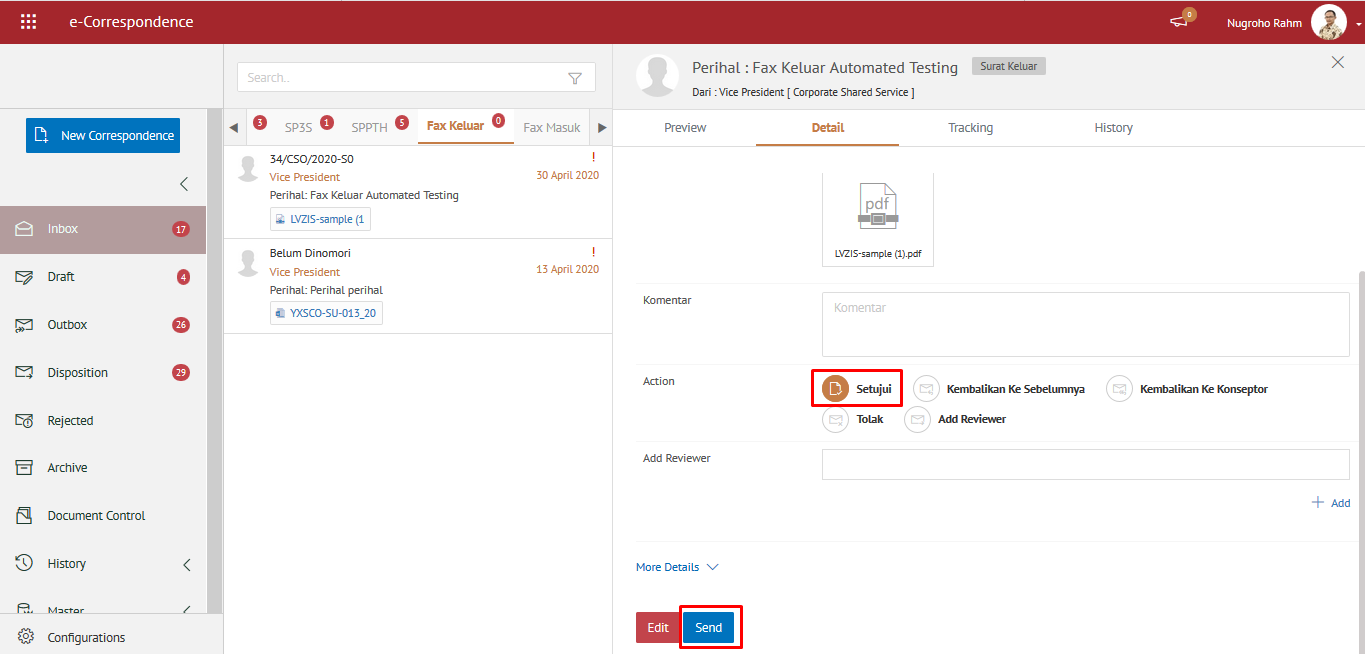 e-Correspondence
0
Nugroho Rahm
New Correspondence
Inbox 17
Draft 4
Outbox 26
Disposition 29
Rejected
Archive
Document Control
History
Master
Configurations
Search..
3 SP3S 1 SPPTH 5 Fax Keluar 0 Fax Masuk
34/CSO/2020-S0 !
Vice President 30 April 2020
Perihal: Fax Keluar Automated Testing
LVZIS-sample (1
Belum Dinomori !
Vice President 13 April 2020
Perihal: Perihal perihal
YXSCO-SU-013_20
Perihal : Fax Keluar Automated Testing Surat Keluar
Dari : Vice President [ Corporate Shared Service ]
Preview Detail Tracking History
pdf
LVZIS-sample (1).pdf
Komentar Komentar
Action Setujui Kembalikan Ke Sebelumnya Kembalikan Ke Konseptor
Tolak Add Reviewer
Add Reviewer
+ Add
More Details
Edit Send